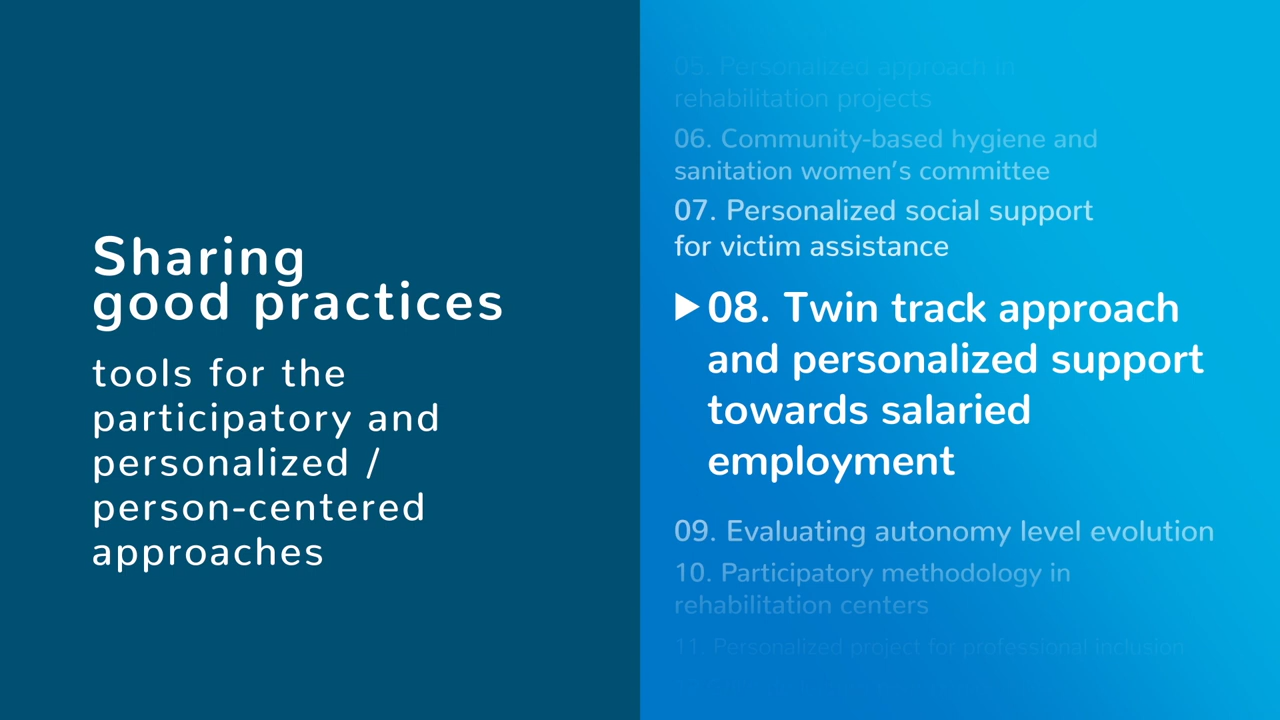 Sharing
good practices
tools for the
participatory and
personalized /
person-centered
approaches
05. Personalized approach in
rehabilitation projects
06. Community-based hygiene and
sanitation women's committee
07. Personalized social support
for victim assistance
08. Twin track approach
and personalized support
towards salaried
employment
09. Evaluating autonomy level evolution
10. Participatory methodology in
rehabilitation centers
11. Personalized project for professional inclusion